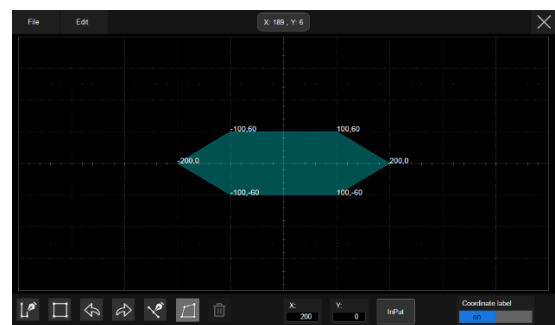 File Edit X: 189 , Y: 6
-100,60 100,60
-200,0 200,0
-100,-60 100,-60
X: Y: Coordinate label
200 0 InPut on